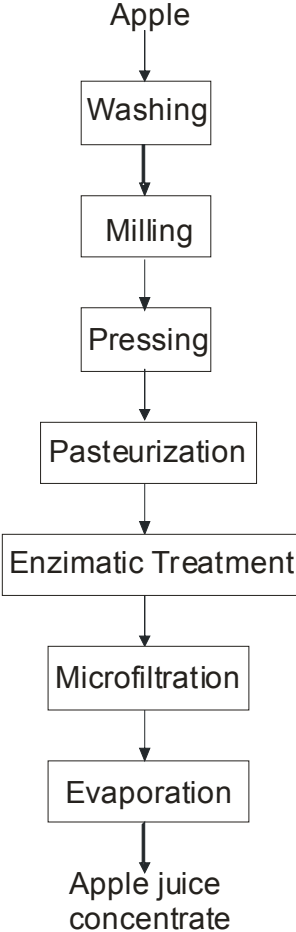 Apple
Washing
Milling
Pressing
Pasteurization
Enzimatic Treatment
Microfiltration
Evaporation
Apple juice
concentrate